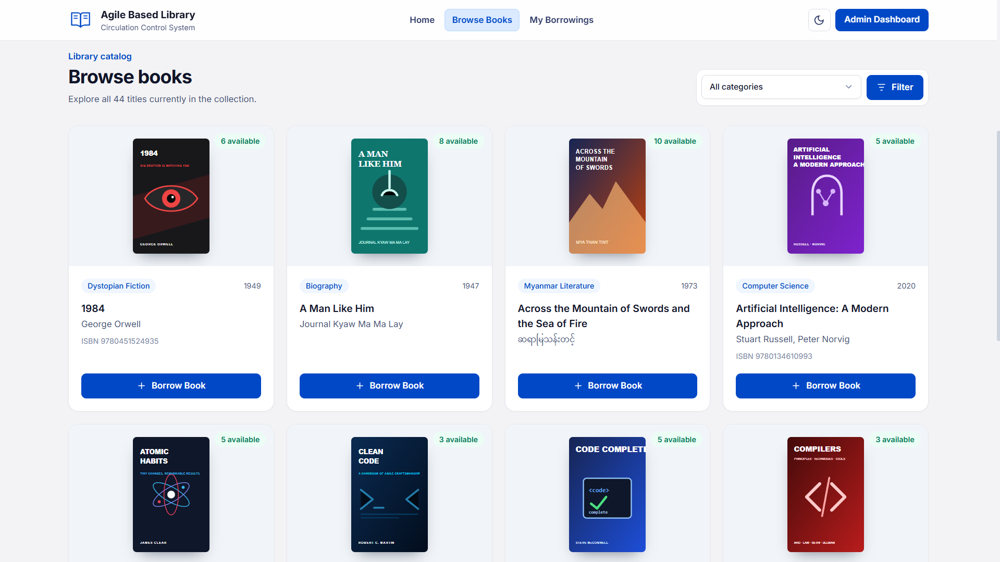 Agile Based Library
Circulation Control System
Home
Browse Books
My Borrowings
Admin Dashboard
Library catalog
Browse books
Explore all 44 titles currently in the collection.
All categories
Filter
6 available
1984
BIG BROTHER IS WATCHING YOU
GEORGE ORWELL
Dystopian Fiction
1949
1984
George Orwell
ISBN 9780451524935
Borrow Book
8 available
A MAN
LIKE HIM
JOURNAL KYAW MA MA LAY
Biography
1947
A Man Like Him
Journal Kyaw Ma Ma Lay
Borrow Book
10 available
ACROSS THE
MOUNTAIN
OF SWORDS
MYA THAN TINT
Myanmar Literature
1973
Across the Mountain of Swords and
the Sea of Fire
ဆရာမြသန်းတင့်
Borrow Book
5 available
ARTIFICIAL
INTELLIGENCE
A MODERN APPROACH
RUSSELL · NORVIG
Computer Science
2020
Artificial Intelligence: A Modern
Approach
Stuart Russell, Peter Norvig
ISBN 9780134610993
Borrow Book
5 available
ATOMIC
HABITS
TINY CHANGES, REMARKABLE RESULTS
JAMES CLEAR
3 available
CLEAN
CODE
A HANDBOOK OF AGILE CRAFTSMANSHIP
ROBERT C. MARTIN
5 available
CODE COMPLETE
<code>
complete
STEVE McCONNELL
3 available
COMPILERS
PRINCIPLES · TECHNIQUES · TOOLS
</>
AHO · LAM · SETHI · ULLMAN